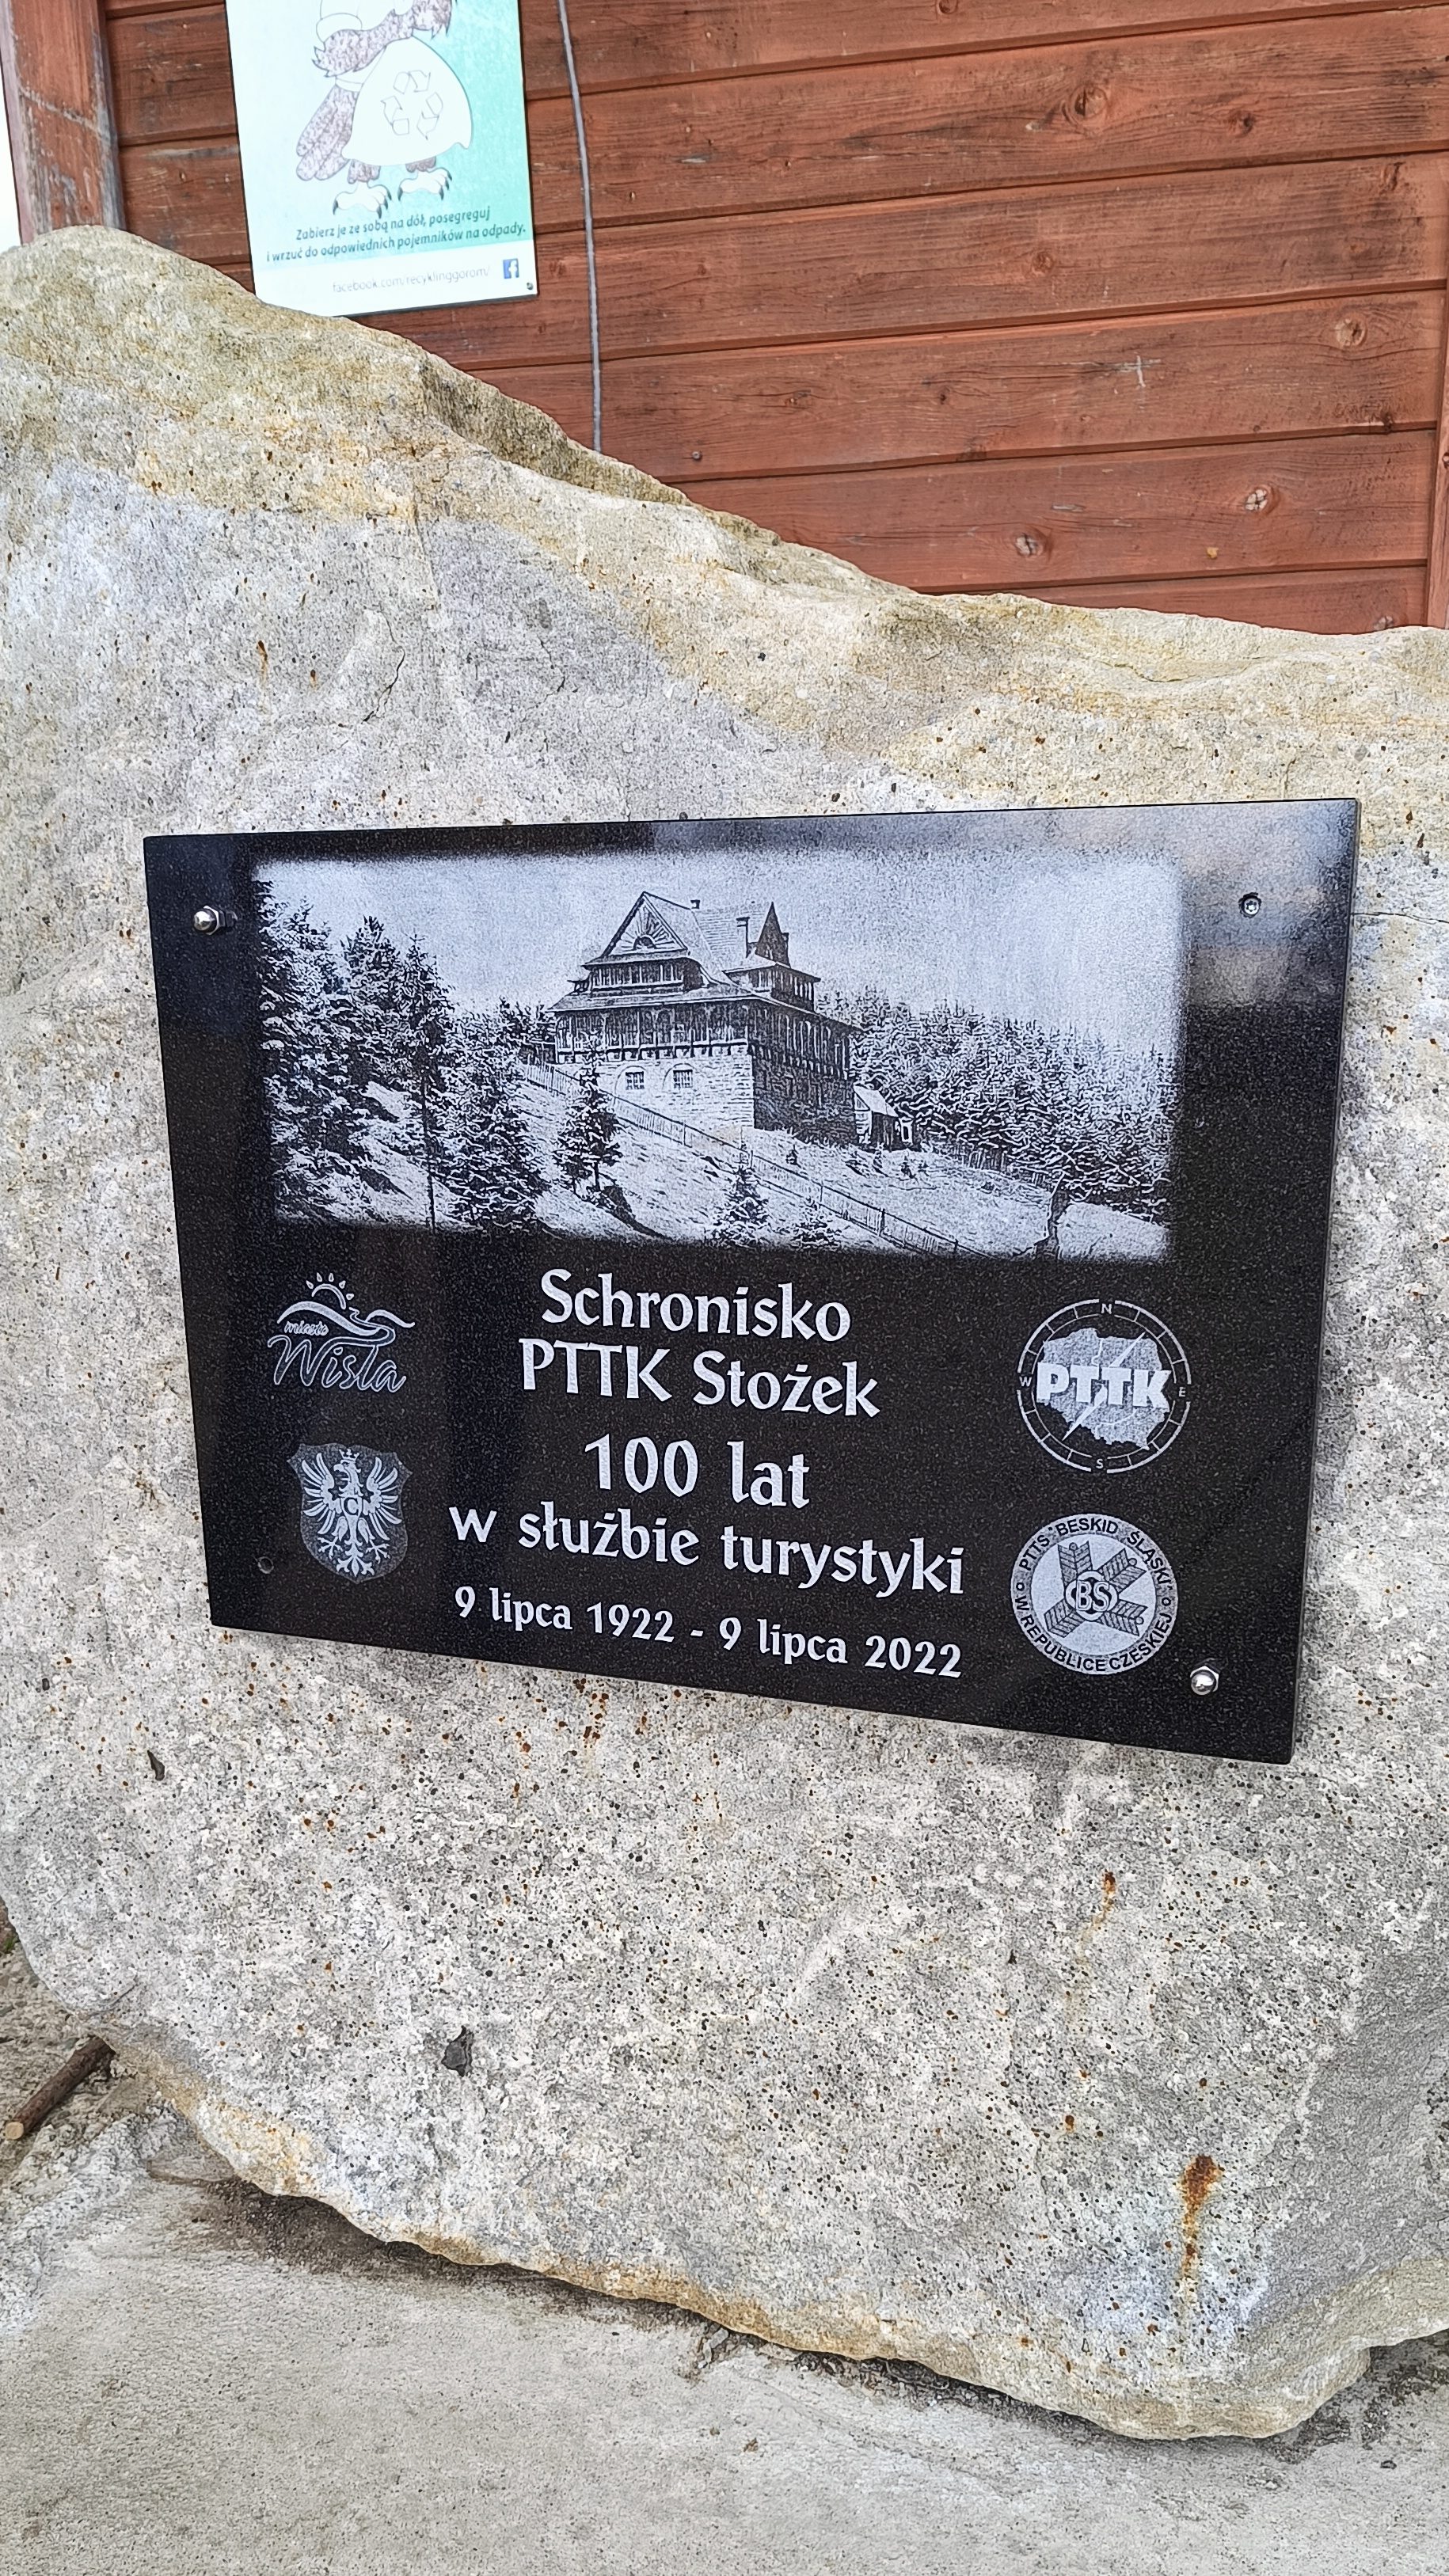 Zabierz je ze sobą na dół, posegreguj
i wrzuć do odpowiednich pojemników na odpady.
facebook.com/recyklinggorom/
f
Schronisko
PTTK Stożek
100 lat
w służbie turystyki
9 lipca 1922 - 9 lipca 2022
miasto
Wisła
N
W
E
S
PTTK
PTTS "BESKID ŚLĄSKI"
W REPUBLICE CZESKIEJ
BS